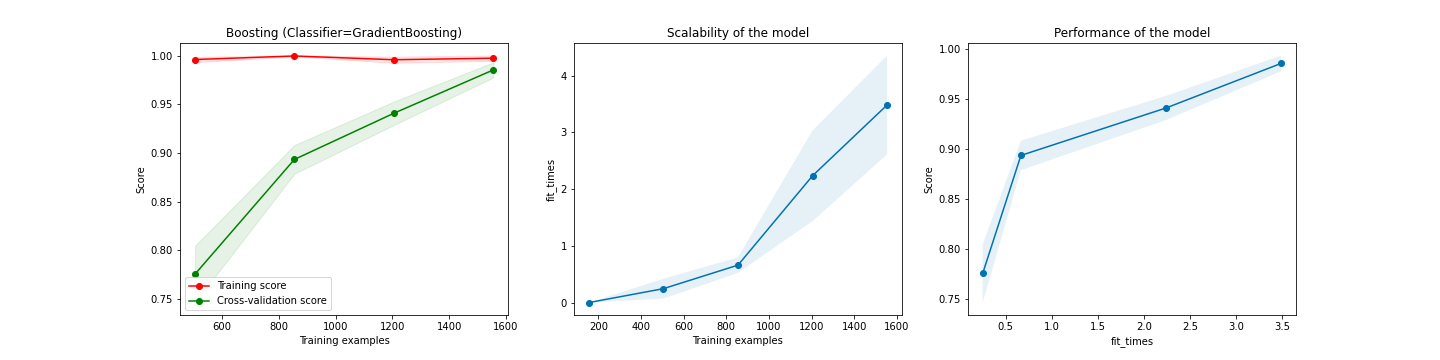 Boosting (Classifier=GradientBoosting)
Score
1.00
0.95
0.90
0.85
0.80
0.75
Training score
Cross-validation score
600 800 1000 1200 1400 1600
Training examples
Scalability of the model
fit_times
4
3
2
1
0
200 400 600 800 1000 1200 1400 1600
Training examples
Performance of the model
Score
1.00
0.95
0.90
0.85
0.80
0.75
0.5 1.0 1.5 2.0 2.5 3.0 3.5
fit_times